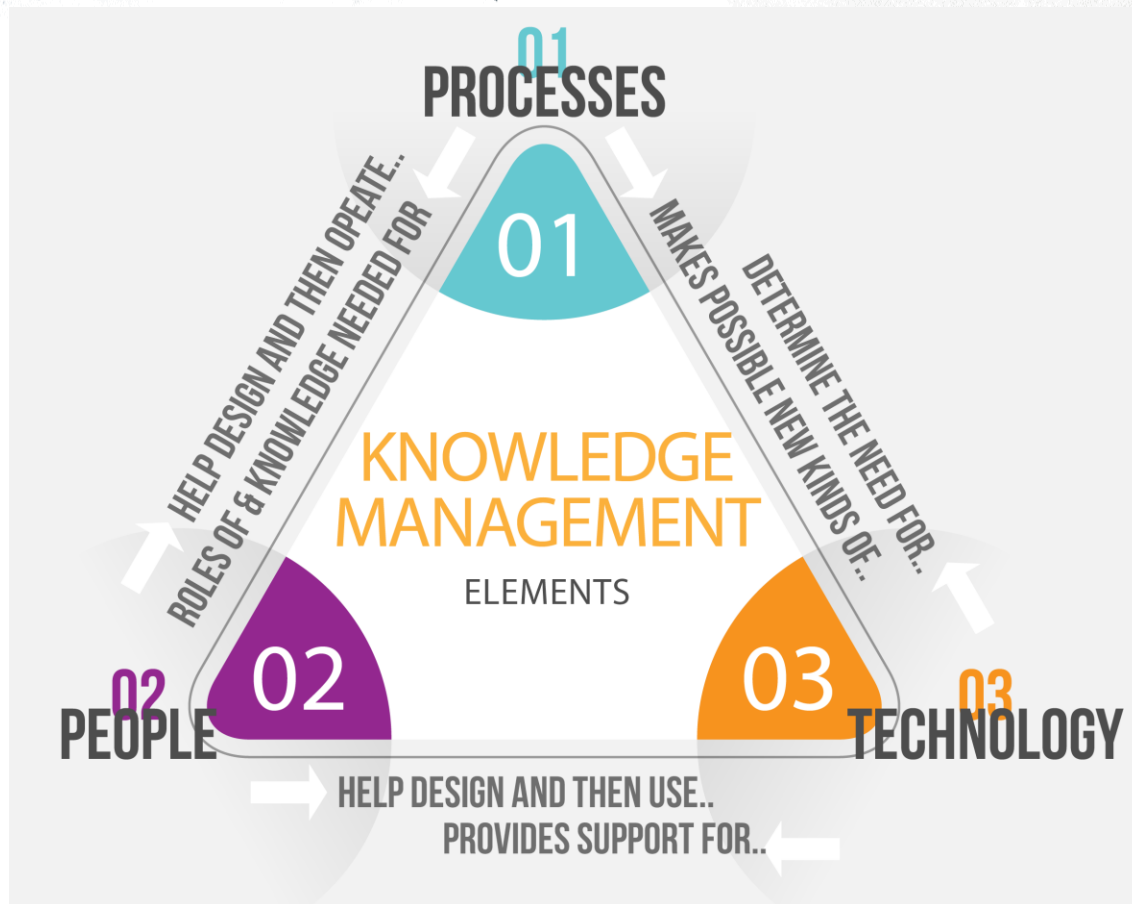 01
PROCESSES
01
HELP DESIGN AND THEN OPEATE..
ROLES OF & KNOWLEDGE NEEDED FOR
MAKES POSSIBLE NEW KINDS OF..
DETERMINE THE NEED FOR..
KNOWLEDGE
MANAGEMENT
ELEMENTS
02
PEOPLE
02
03
03
TECHNOLOGY
HELP DESIGN AND THEN USE..
PROVIDES SUPPORT FOR..